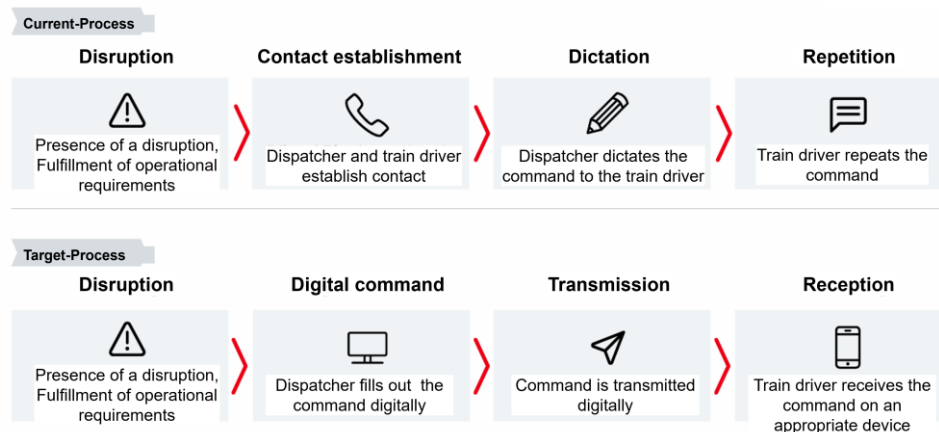 Current-Process
Disruption
Contact establishment
Dictation
Repetition
Presence of a disruption,
Fulfillment of operational
requirements
Dispatcher and train driver
establish contact
Dispatcher dictates the
command to the train driver
Train driver repeats the
command
Target-Process
Disruption
Digital command
Transmission
Reception
Presence of a disruption,
Fulfillment of operational
requirements
Dispatcher fills out the
command digitally
Command is transmitted
digitally
Train driver receives the
command on an
appropriate device